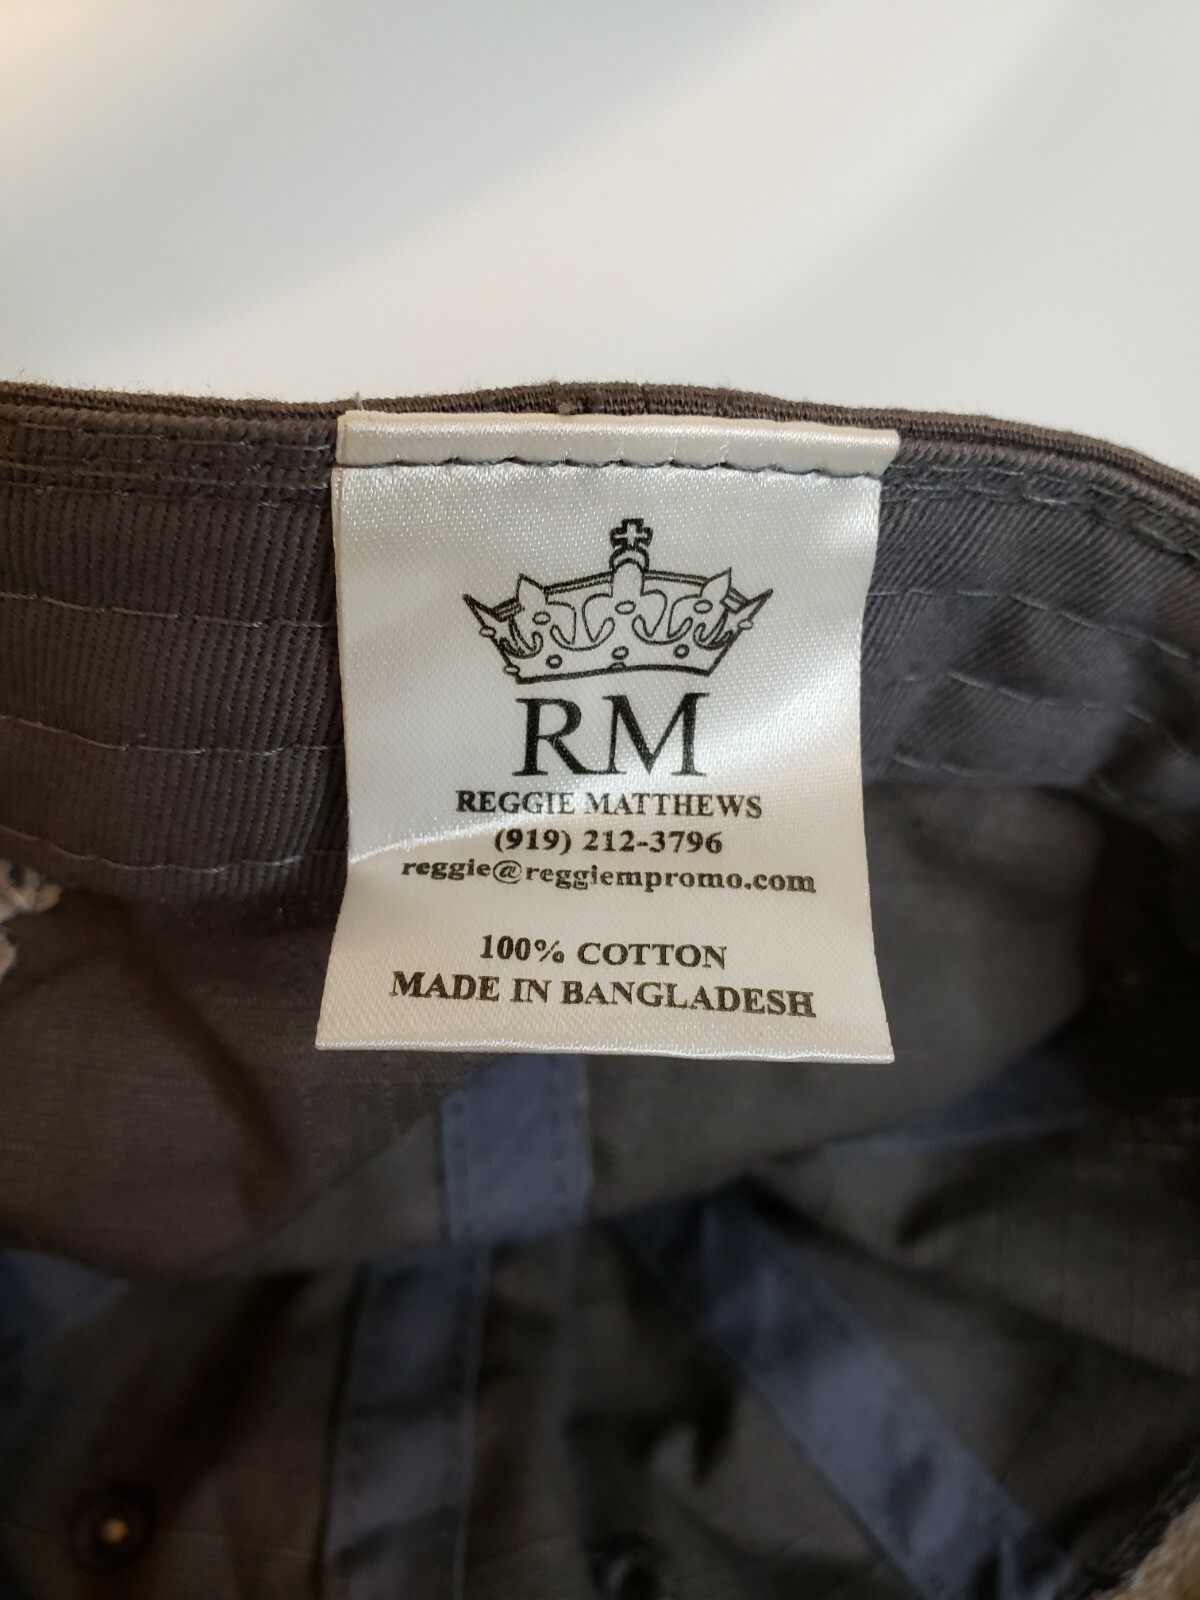 RM
REGGIE MATTHEWS
(919) 212-3796
reggie@reggiempromo.com
100% COTTON
MADE IN BANGLADESH